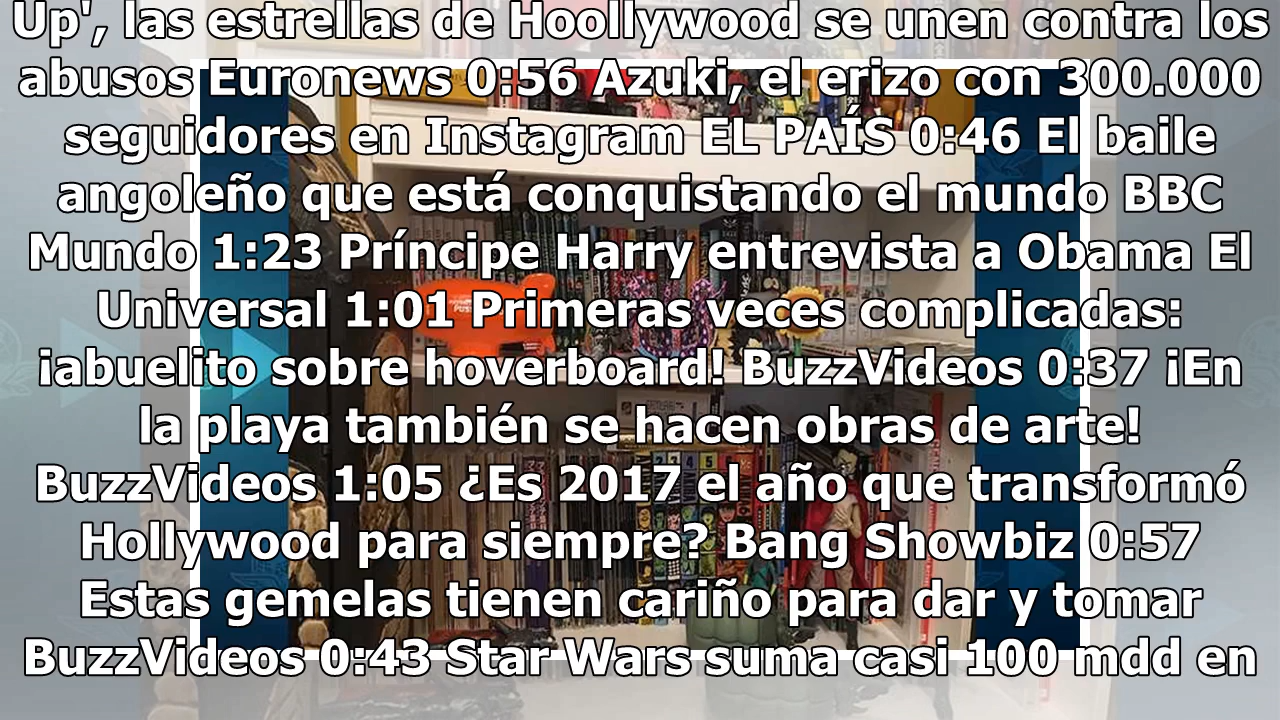 Up', las estrellas de Hoollywood se unen contra los
abusos Euronews 0:56 Azuki, el erizo con 300.000
seguidores en Instagram EL PAÍS 0:46 El baile
angoleño que está conquistando el mundo BBC
Mundo 1:23 Príncipe Harry entrevista a Obama El
Universal 1:01 Primeras veces complicadas:
¡abuelito sobre hoverboard! BuzzVideos 0:37 ¡En
la playa también se hacen obras de arte!
BuzzVideos 1:05 ¿Es 2017 el año que transformó
Hollywood para siempre? Bang Showbiz 0:57
Estas gemelas tienen cariño para dar y tomar
BuzzVideos 0:43 Star Wars suma casi 100 mdd en